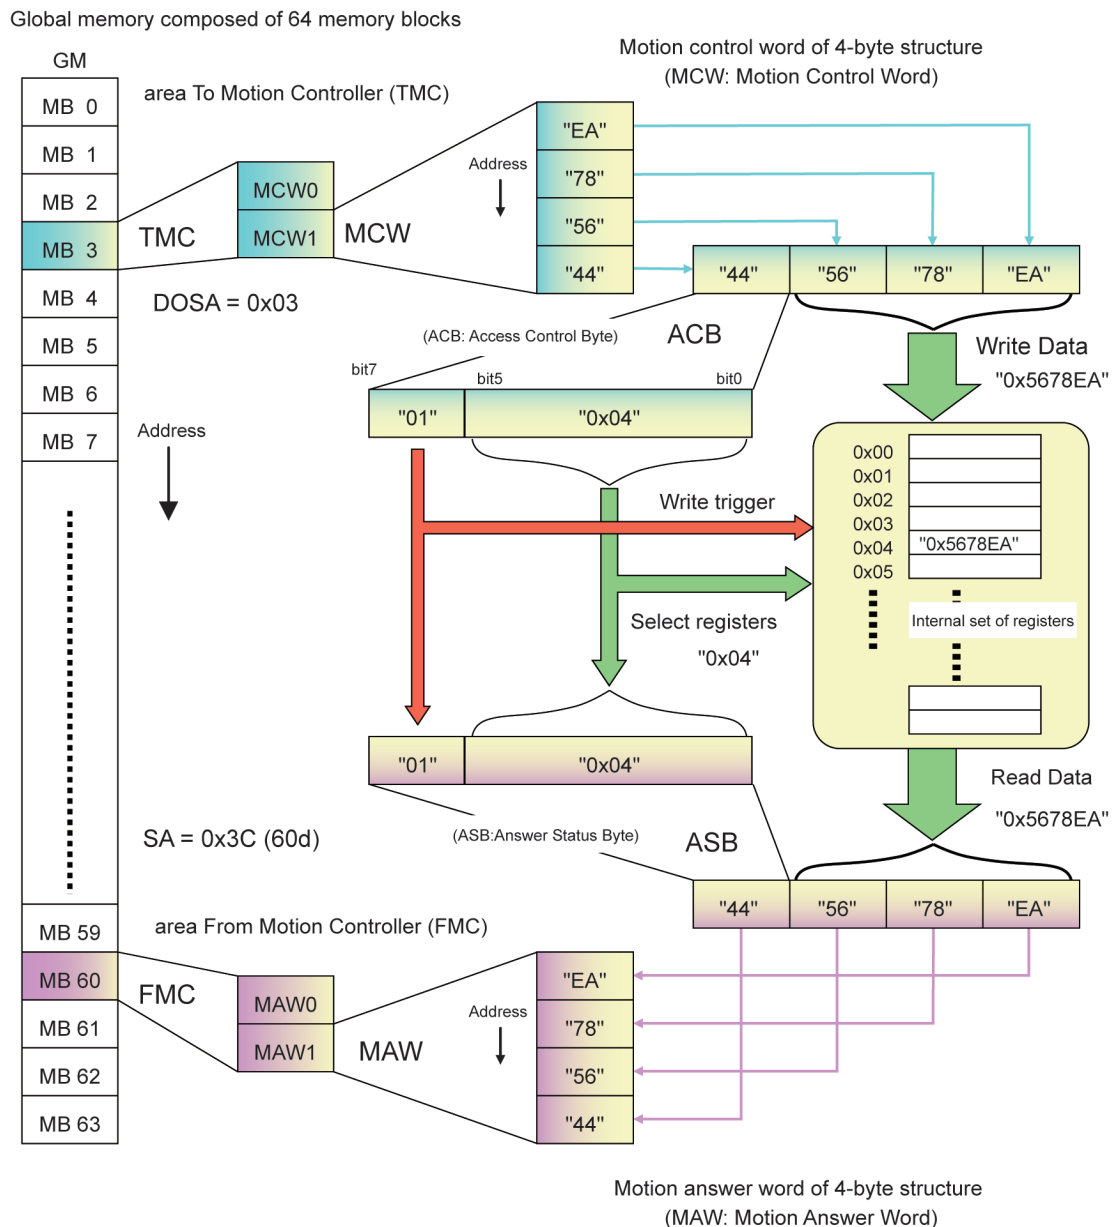 Global memory composed of 64 memory blocks
GM
MB 0
MB 1
MB 2
MB 3
MB 4
MB 5
MB 6
MB 7
Address
MB 59
MB 60
MB 61
MB 62
MB 63
area To Motion Controller (TMC)
TMC
MCW0
MCW1
MCW
DOSA = 0x03
Motion control word of 4-byte structure
(MCW: Motion Control Word)
Address
"EA"
"78"
"56"
"44"
"44" "56" "78" "EA"
(ACB: Access Control Byte)
ACB
bit7
bit5
bit0
"01" "0x04"
Write Data
"0x5678EA"
Write trigger
Select registers
"0x04"
0x00
0x01
0x02
0x03
0x04 "0x5678EA"
0x05
Internal set of registers
"01" "0x04"
(ASB:Answer Status Byte)
ASB
Read Data
"0x5678EA"
"44" "56" "78" "EA"
SA = 0x3C (60d)
area From Motion Controller (FMC)
FMC
MAW0
MAW1
MAW
Address
"EA"
"78"
"56"
"44"
Motion answer word of 4-byte structure
(MAW: Motion Answer Word)